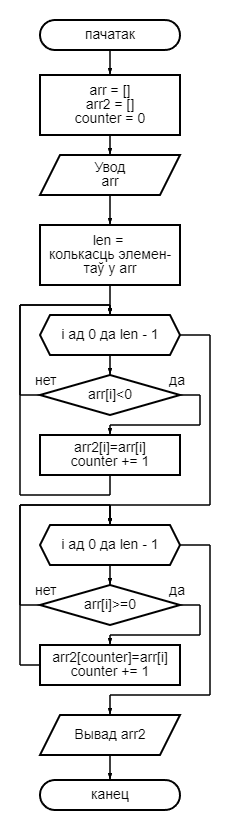 пачатак
arr = []
arr2 = []
counter = 0
Увод
arr
len =
колькасць элемен-
таў у arr
i ад 0 да len - 1
нет
да
arr[i]<0
arr2[i]=arr[i]
counter += 1
i ад 0 да len - 1
нет
да
arr[i]>=0
arr2[counter]=arr[i]
counter += 1
Вывад arr2
канец